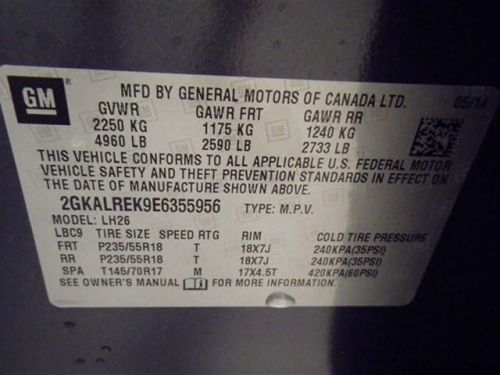 GM
MFD BY GENERAL MOTORS OF CANADA LTD. 05/14
GVWR GAWR FRT GAWR RR
2250 KG 1175 KG 1240 KG
4960 LB 2590 LB 2733 LB
THIS VEHICLE CONFORMS TO ALL APPLICABLE U.S. FEDERAL MOTOR
VEHICLE SAFETY AND THEFT PREVENTION STANDARDS IN EFFECT ON
THE DATE OF MANUFACTURE SHOWN ABOVE.
2GKALREK9E6355956 TYPE: M.P.V.
MODEL: LH26
LBC9 TIRE SIZE SPEED RTG RIM COLD TIRE PRESSURE
FRT P235/55R18 T 18X7J 240KPA(35PSI)
RR P235/55R18 T 18X7J 240KPA(35PSI)
SPA T145/70R17 M 17X4.5T 420KPA(60PSI)
SEE OWNER'S MANUAL FOR MORE INFORMATION.